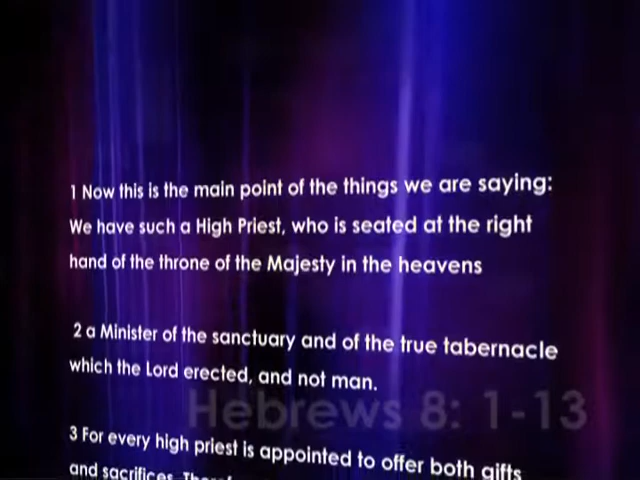 1 Now this is the main point of the things we are saying:
We have such a High Priest, who is seated at the right
hand of the throne of the Majesty in the heavens
2 a Minister of the sanctuary and of the true tabernacle
which the Lord erected, and not man.
Hebrews 8: 1-13
3 For every high priest is appointed to offer both gifts
and sacrifices.